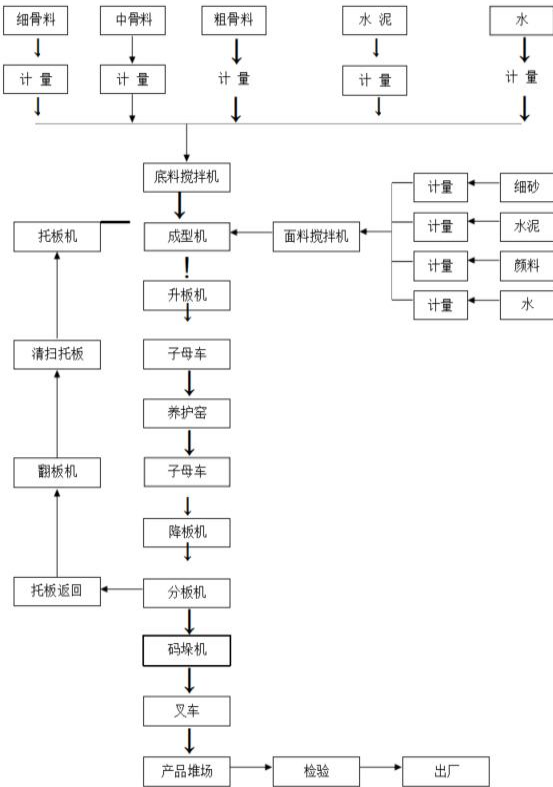 细骨料 中骨料 粗骨料 水 泥 水
计 量 计 量 计 量 计 量 计 量
底料搅拌机
计量 细砂
托板机 成型机 面料搅拌机 计量 水泥
计量 颜料
升板机 计量 水
清扫托板 子母车
养护窑
翻板机 子母车
降板机
托板返回 分板机
码垛机
叉车
产品堆场 检验 出厂